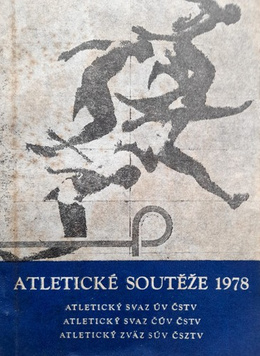 ATLETICKÉ SOUTĚŽE 1978
ATLETICKÝ SVAZ ÚV ČSTV
ATLETICKÝ SVAZ ČÚV ČSTV
ATLETICKÝ ZVÄZ SÚV ČSZTV